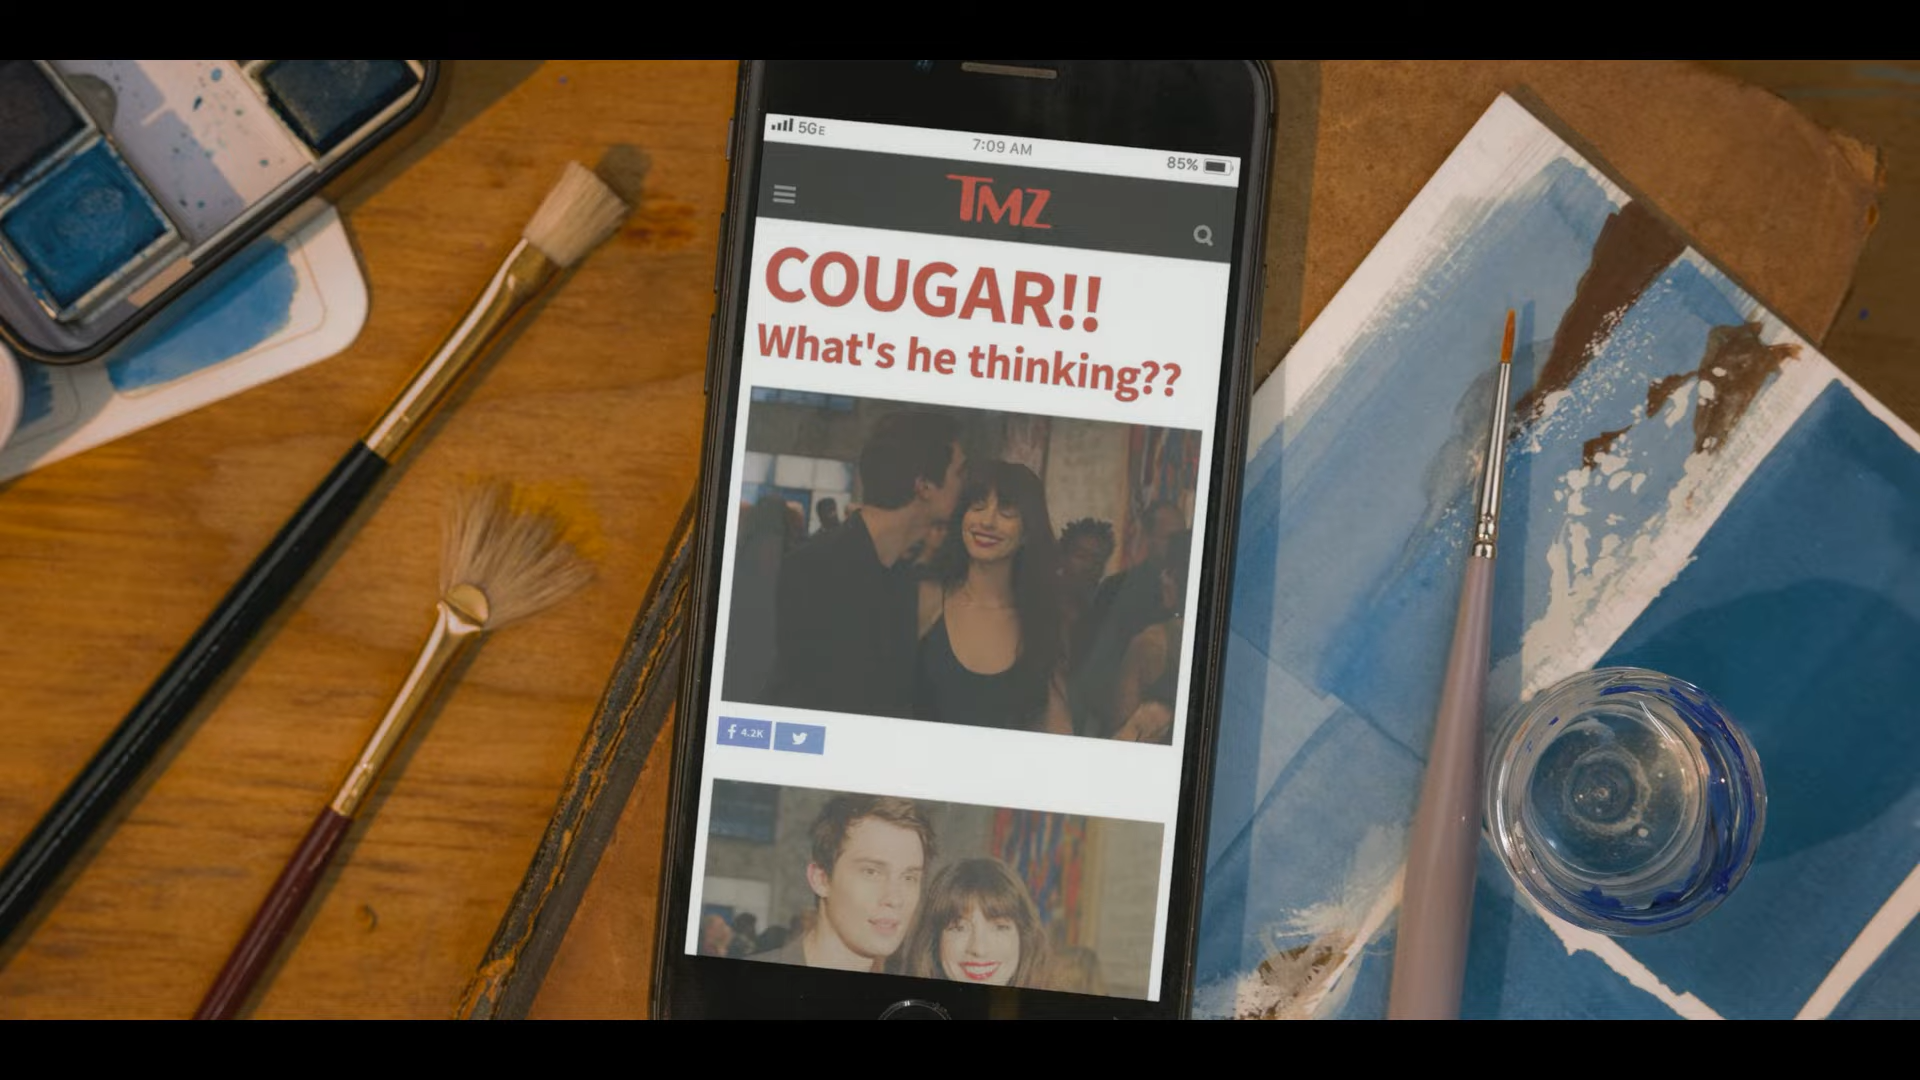 5GE
7:09 AM
85%
TMZ
COUGAR!!
What's he thinking??
4.2K